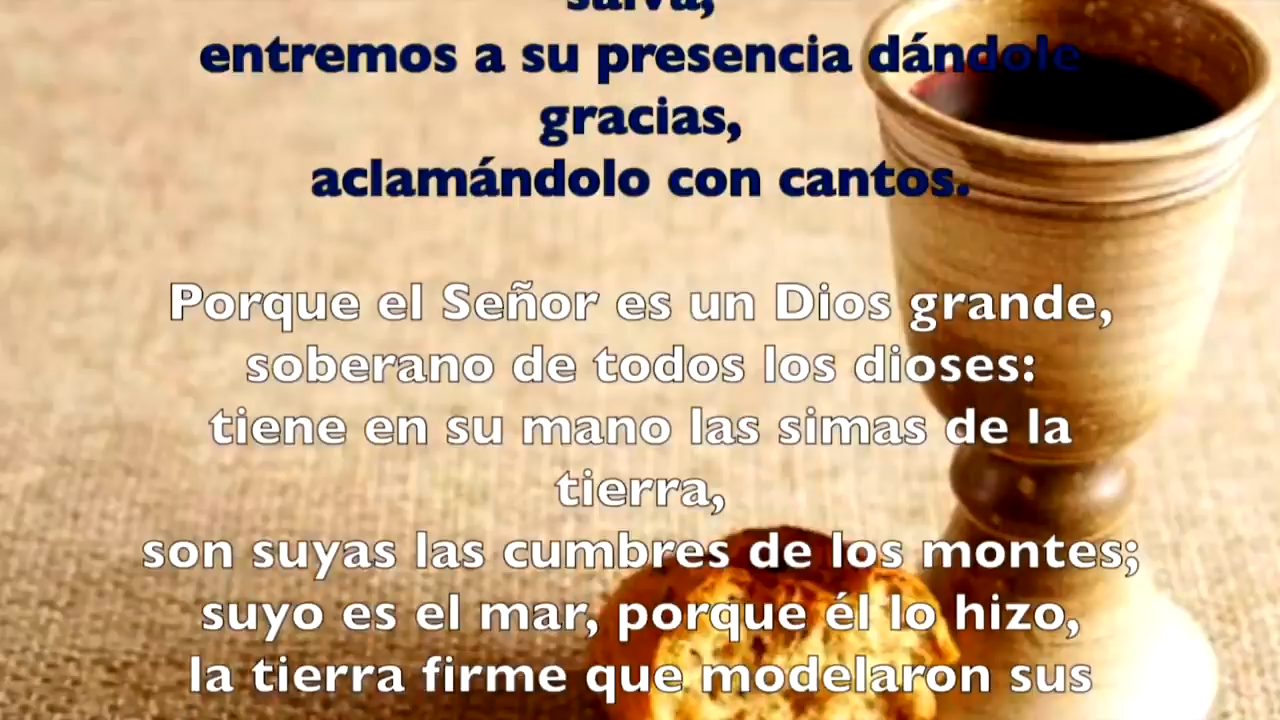 salva,
entremos a su presencia dándole
gracias,
aclamándolo con cantos.
Porque el Señor es un Dios grande,
soberano de todos los dioses:
tiene en su mano las simas de la
tierra,
son suyas las cumbres de los montes;
suyo es el mar, porque él lo hizo,
la tierra firme que modelaron sus